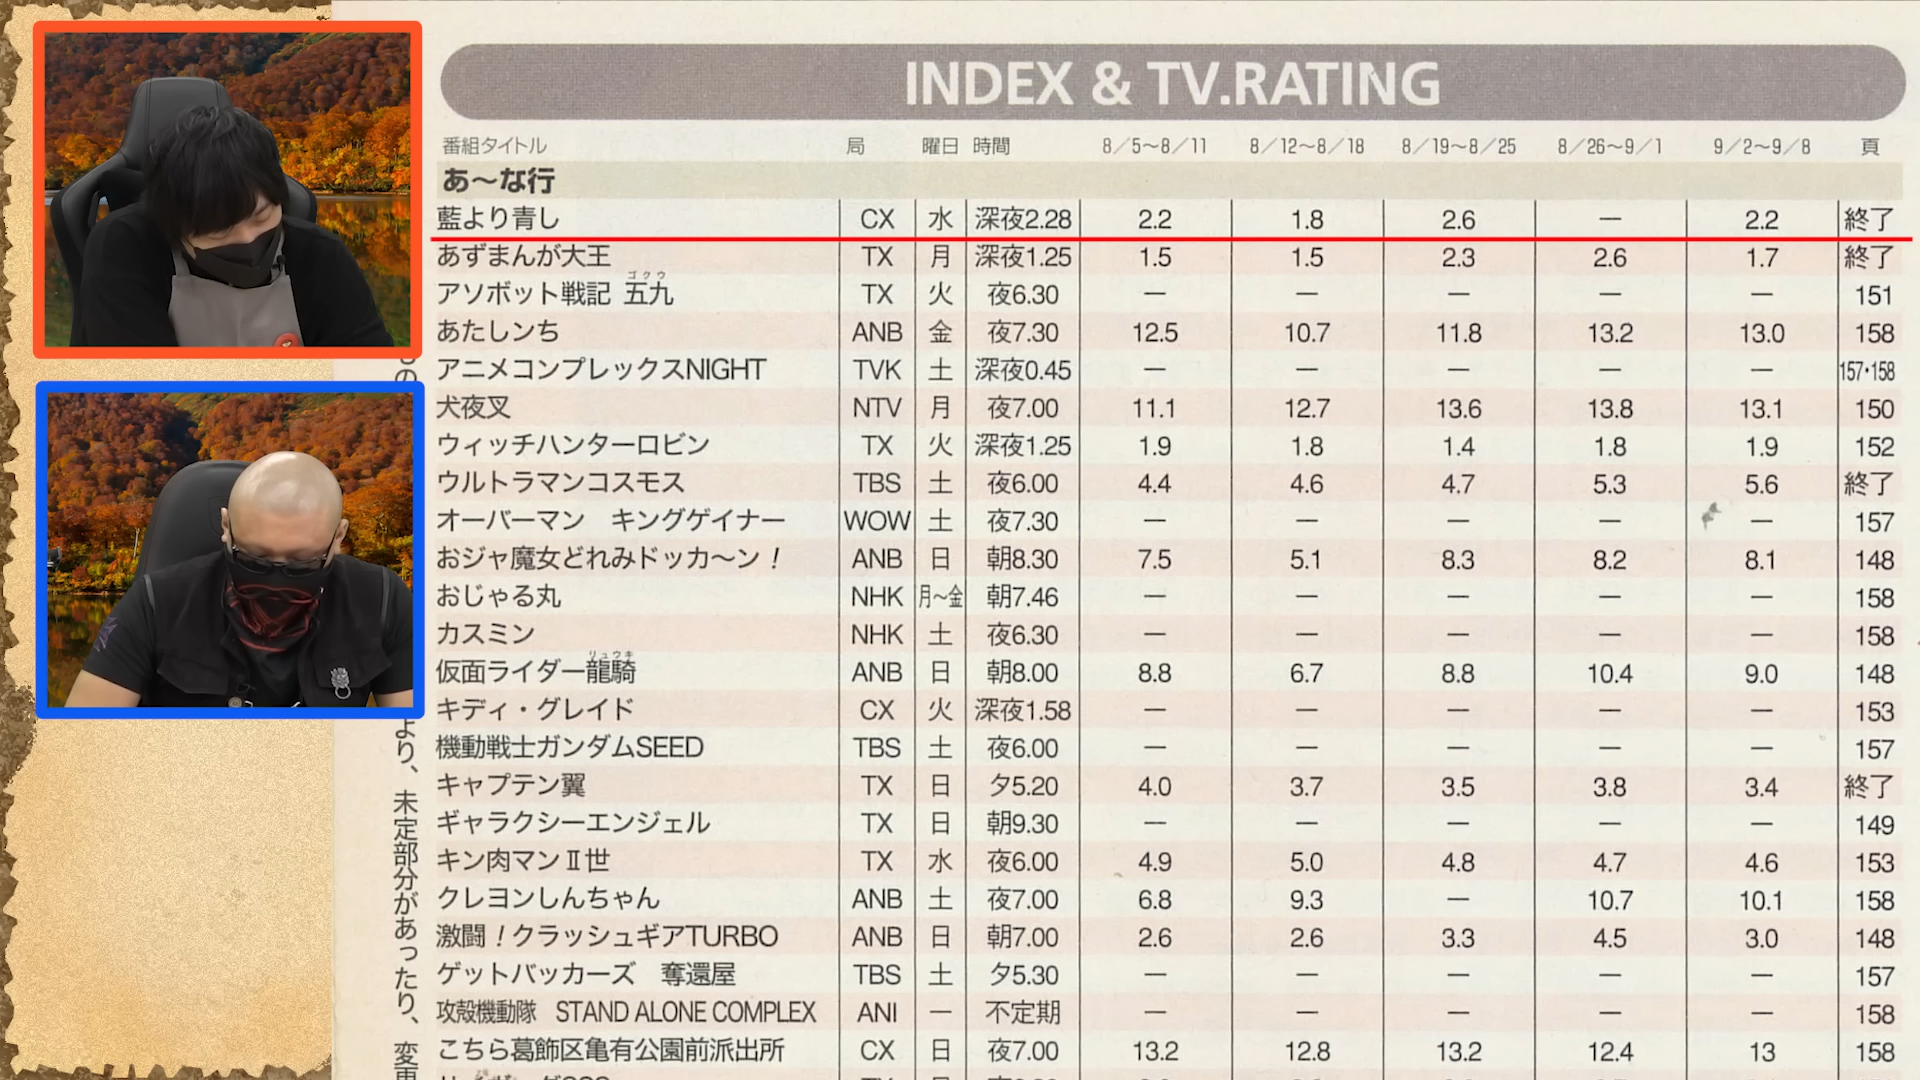 INDEX & TV.RATING
番組タイトル 局 曜日 時間 8/5〜8/11 8/12〜8/18 8/19〜8/25 8/26〜9/1 9/2〜9/8 頁
あ〜な行
藍より青し CX 水 深夜2.28 2.2 1.8 2.6 — 2.2 終了
あずまんが大王 TX 月 深夜1.25 1.5 1.5 2.3 2.6 1.7 終了
ゴクウ
アソボット戦記 五九 TX 火 夜6.30 — — — — — 151
あたしンち ANB 金 夜7.30 12.5 10.7 11.8 13.2 13.0 158
アニメコンプレックスNIGHT TVK 土 深夜0.45 — — — — — 157・158
犬夜叉 NTV 月 夜7.00 11.1 12.7 13.6 13.8 13.1 150
ウィッチハンターロビン TX 火 深夜1.25 1.9 1.8 1.4 1.8 1.9 152
ウルトラマンコスモス TBS 土 夜6.00 4.4 4.6 4.7 5.3 5.6 終了
オーバーマン キングゲイナー WOW 土 夜7.30 — — — — — 157
おジャ魔女どれみドッカ〜ン! ANB 日 朝8.30 7.5 5.1 8.3 8.2 8.1 148
おじゃる丸 NHK 月〜金 朝7.46 — — — — — 158
カスミン NHK 土 夜6.30 — — — — — 158
リュウキ
仮面ライダー龍騎 ANB 日 朝8.00 8.8 6.7 8.8 10.4 9.0 148
キディ・グレイド CX 火 深夜1.58 — — — — — 153
機動戦士ガンダムSEED TBS 土 夜6.00 — — — — — 157
キャプテン翼 TX 日 夕5.20 4.0 3.7 3.5 3.8 3.4 終了
ギャラクシーエンジェル TX 日 朝9.30 — — — — — 149
キン肉マンⅡ世 TX 水 夜6.00 4.9 5.0 4.8 4.7 4.6 153
クレヨンしんちゃん ANB 土 夜7.00 6.8 9.3 — 10.7 10.1 158
激闘!クラッシュギアTURBO ANB 日 朝7.00 2.6 2.6 3.3 4.5 3.0 148
ゲットバッカーズ 奪還屋 TBS 土 夕5.30 — — — — — 157
攻殻機動隊 STAND ALONE COMPLEX ANI — 不定期 — — — — — 158
こちら葛飾区亀有公園前派出所 CX 日 夜7.00 13.2 12.8 13.2 12.4 13 158
より、未定部分があったり、変更